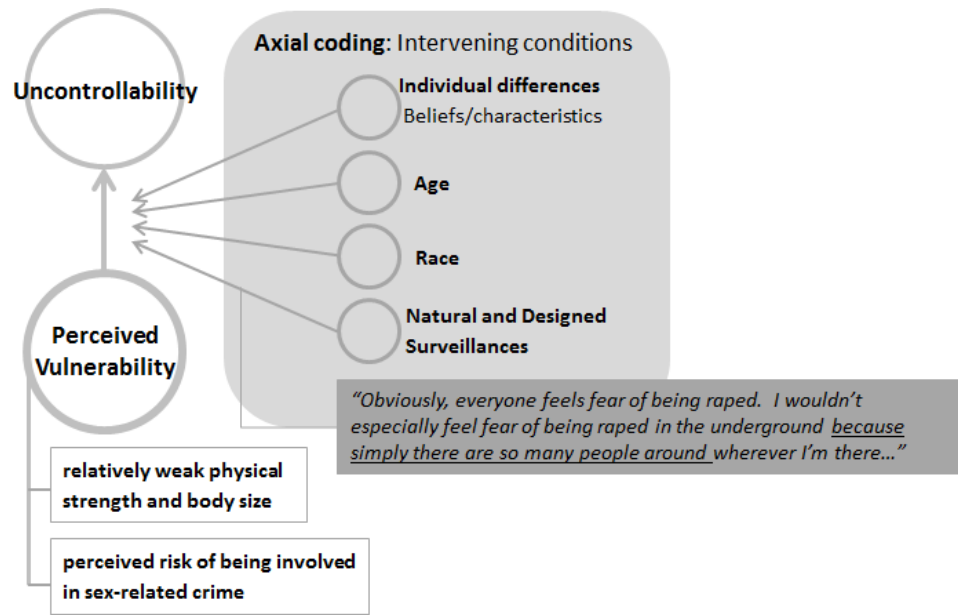 Axial coding: Intervening conditions
Uncontrollability
Individual differences
Beliefs/characteristics
Age
Race
Natural and Designed
Surveillances
Perceived
Vulnerability
“Obviously, everyone feels fear of being raped.  I wouldn’t
especially feel fear of being raped in the underground because
simply there are so many people around wherever I’m there…”
relatively weak physical
strength and body size
perceived risk of being involved
in sex-related crime